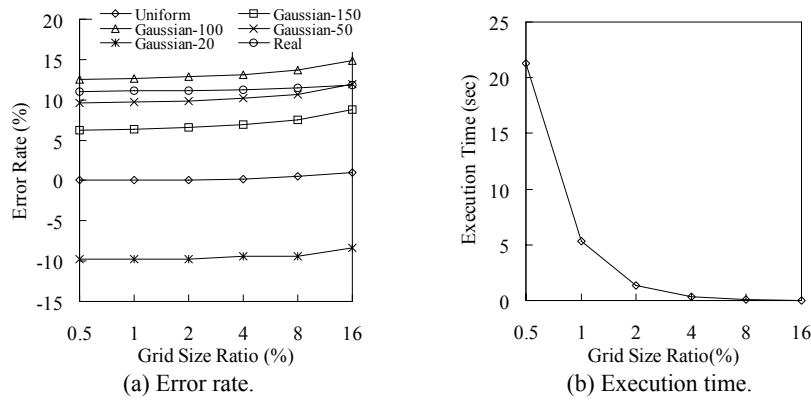 Uniform
Gaussian-150
Gaussian-100
Gaussian-50
Gaussian-20
Real
Error Rate (%)
20
15
10
5
0
-5
-10
-15
0.5 1 2 4 8 16
Grid Size Ratio (%)
(a) Error rate.
Execution Time (sec)
25
20
15
10
5
0
0.5 1 2 4 8 16
Grid Size Ratio(%)
(b) Execution time.